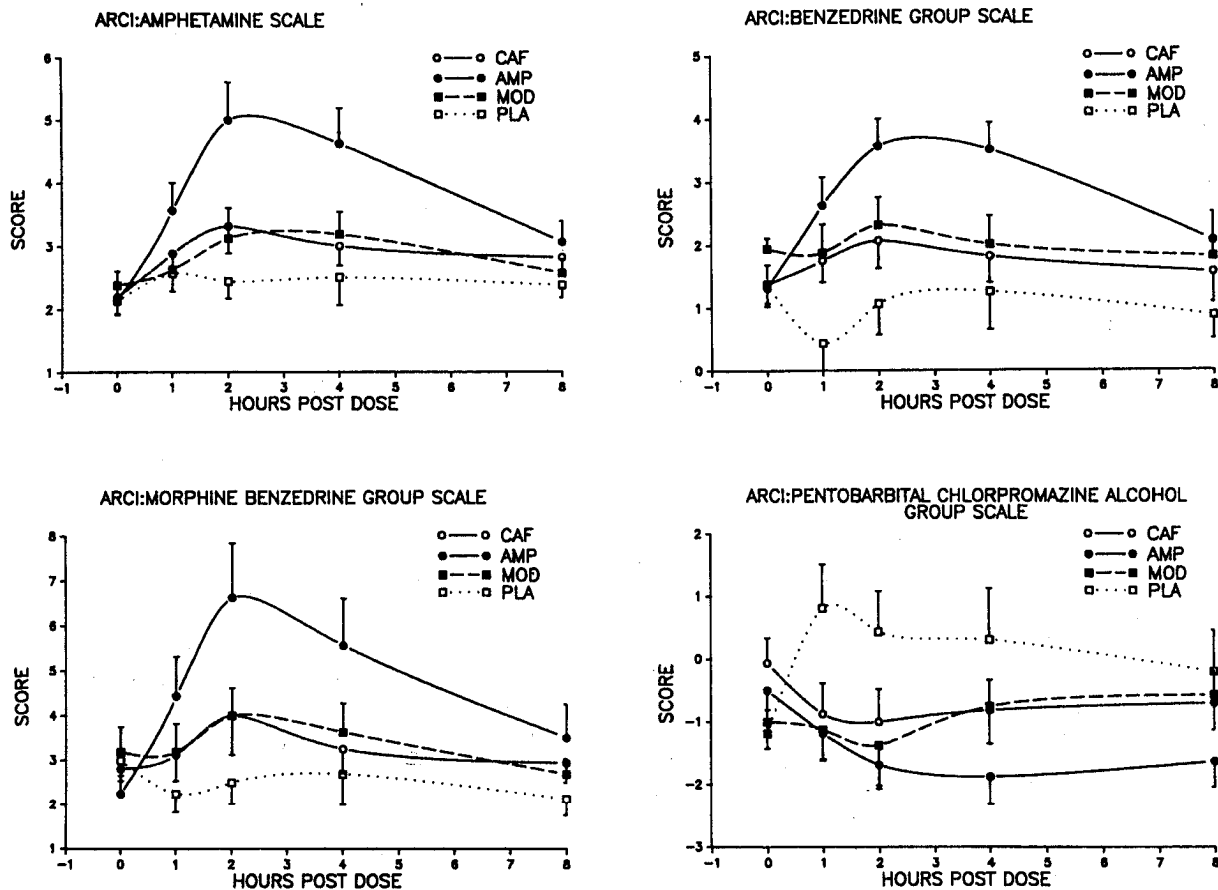 ARCI:AMPHETAMINE SCALE
6
5
4
3
2
1
SCORE
CAF
AMP
MOD
PLA
-1 0 1 2 3 4 5 6 7 8
HOURS POST DOSE
ARCI:BENZEDRINE GROUP SCALE
5
4
3
2
1
0
SCORE
CAF
AMP
MOD
PLA
-1 0 1 2 3 4 5 6 7 8
HOURS POST DOSE
ARCI:MORPHINE BENZEDRINE GROUP SCALE
8
7
6
5
4
3
2
1
SCORE
CAF
AMP
MOD
PLA
-1 0 1 2 3 4 5 6 7 8
HOURS POST DOSE
ARCI:PENTOBARBITAL CHLORPROMAZINE ALCOHOL
GROUP SCALE
2
1
0
-1
-2
-3
SCORE
CAF
AMP
MOD
PLA
-1 0 1 2 3 4 5 6 7 8
HOURS POST DOSE